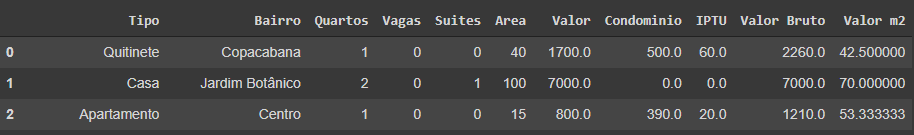 Tipo Bairro Quartos Vagas Suites Area Valor Condominio IPTU Valor Bruto Valor m2
0 Quitinete Copacabana 1 0 0 40 1700.0 500.0 60.0 2260.0 42.500000
1 Casa Jardim Botânico 2 0 1 100 7000.0 0.0 0.0 7000.0 70.000000
2 Apartamento Centro 1 0 0 15 800.0 390.0 20.0 1210.0 53.333333